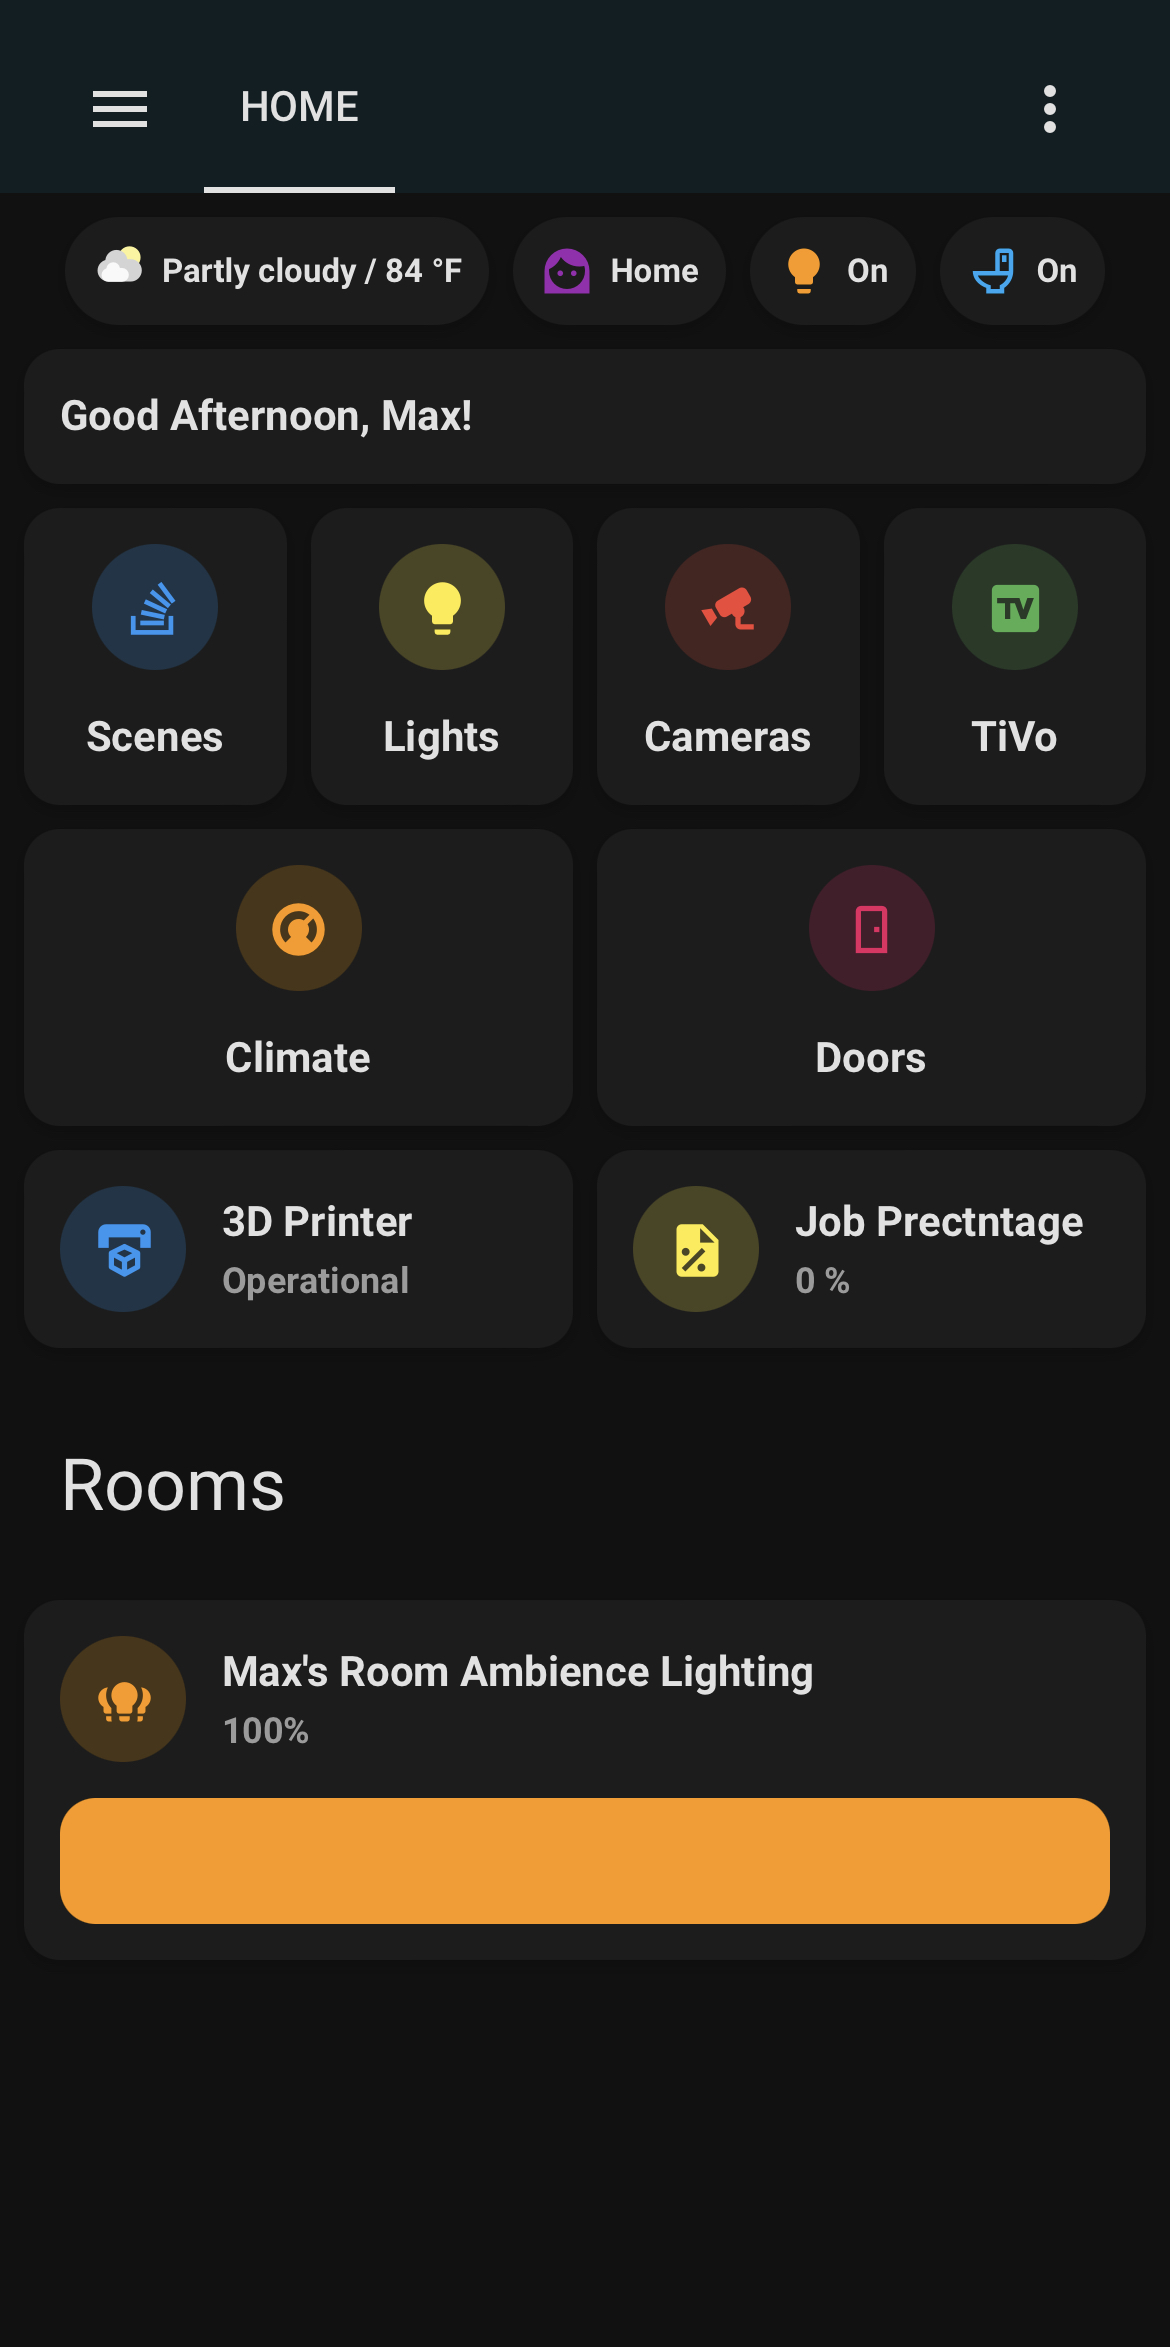 HOME
Partly cloudy / 84 °F
Home
On
On
Good Afternoon, Max!
Scenes
Lights
Cameras
TV
TiVo
Climate
Doors
3D Printer
Operational
Job Prectntage
0 %
Rooms
Max's Room Ambience Lighting
100%